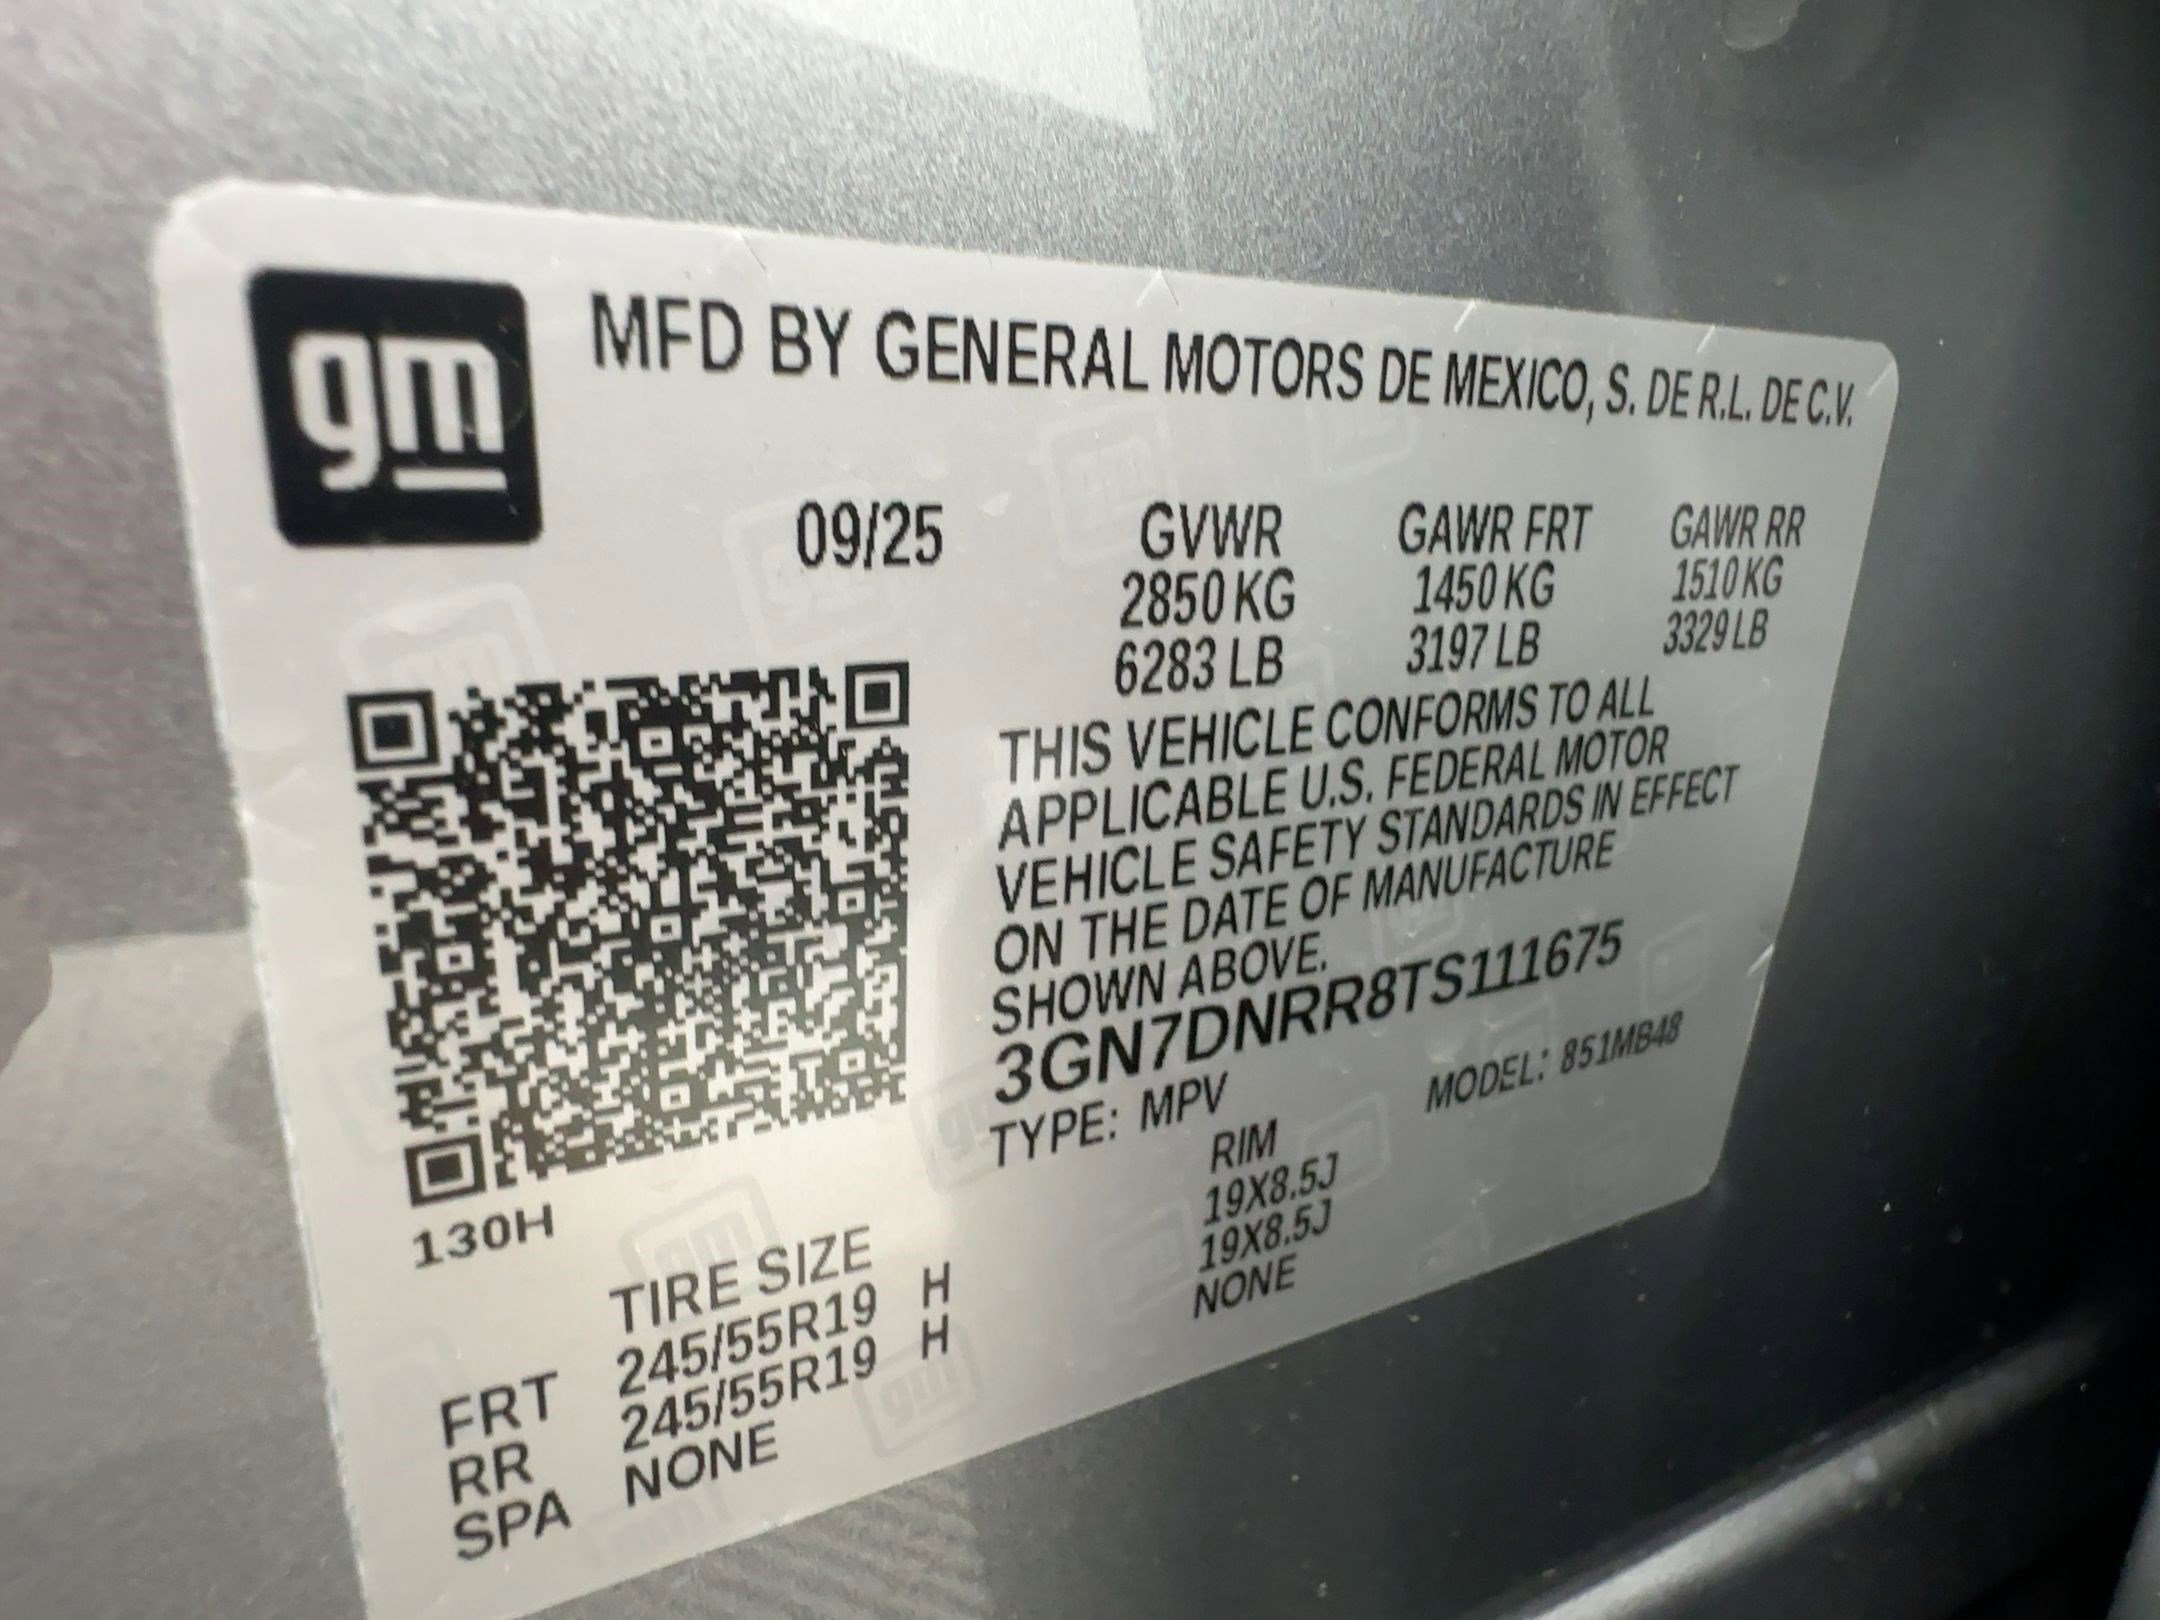 gm
MFD BY GENERAL MOTORS DE MEXICO, S. DE R.L. DE C.V.
09/25 GVWR GAWR FRT GAWR RR
2850 KG 1450 KG 1510 KG
6283 LB 3197 LB 3329 LB
THIS VEHICLE CONFORMS TO ALL
APPLICABLE U.S. FEDERAL MOTOR
VEHICLE SAFETY STANDARDS IN EFFECT
ON THE DATE OF MANUFACTURE
SHOWN ABOVE.
3GN7DNRR8TS111675
TYPE: MPV MODEL: 851MB48
130H
TIRE SIZE RIM
FRT 245/55R19 H 19X8.5J
RR 245/55R19 H 19X8.5J
SPA NONE NONE